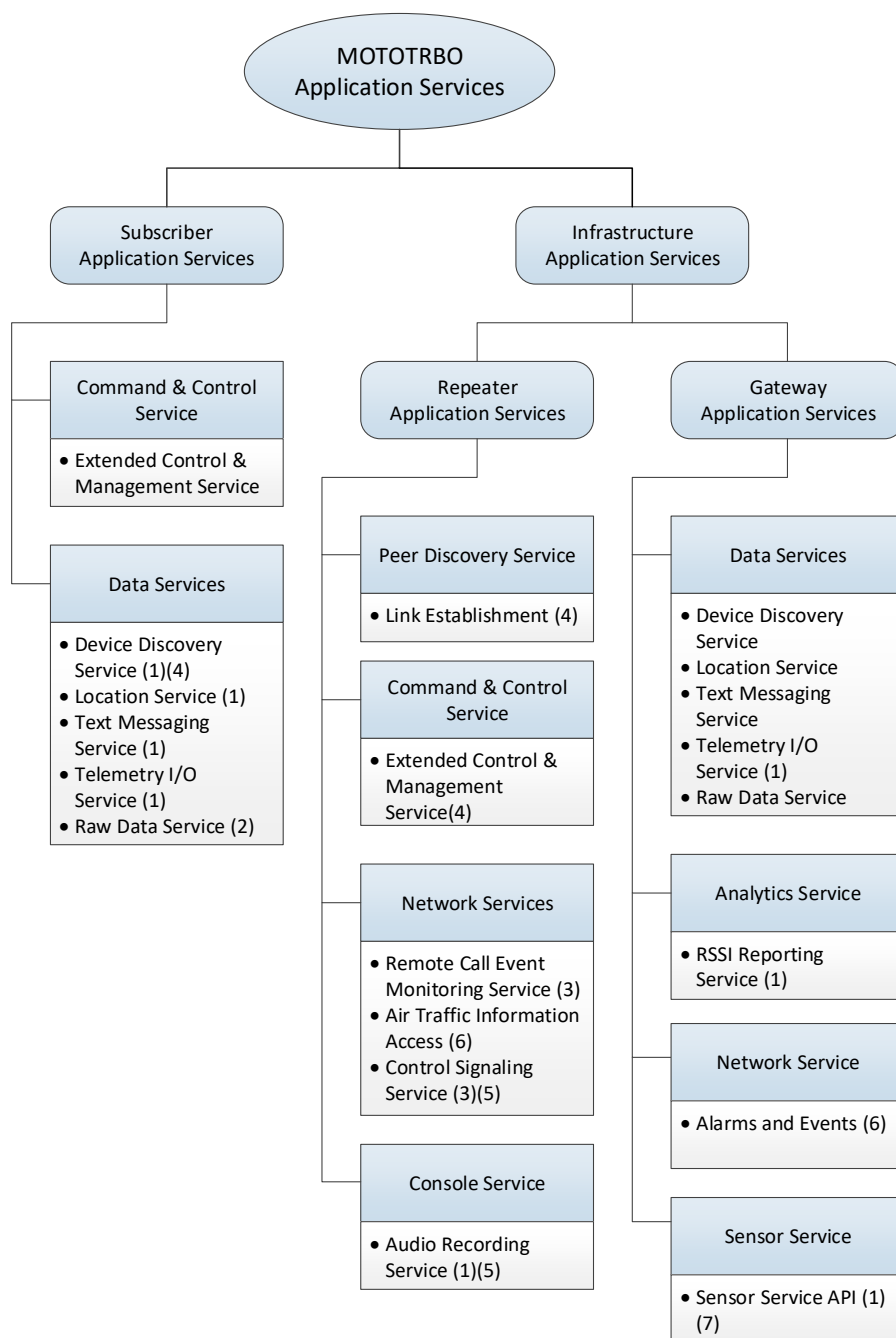 MOTOTRBO
Application Services
Subscriber
Application Services
Infrastructure
Application Services
Command & Control
Service
• Extended Control &
Management Service
Data Services
• Device Discovery
Service (1)(4)
• Location Service (1)
• Text Messaging
Service (1)
• Telemetry I/O
Service (1)
• Raw Data Service (2)
Repeater
Application Services
Peer Discovery Service
• Link Establishment (4)
Command & Control
Service
• Extended Control &
Management
Service(4)
Network Services
• Remote Call Event
Monitoring Service (3)
• Air Traffic Information
Access (6)
• Control Signaling
Service (3)(5)
Console Service
• Audio Recording
Service (1)(5)
Gateway
Application Services
Data Services
• Device Discovery
Service
• Location Service
• Text Messaging
Service
• Telemetry I/O
Service (1)
• Raw Data Service
Analytics Service
• RSSI Reporting
Service (1)
Network Service
• Alarms and Events (6)
Sensor Service
• Sensor Service API (1)
(7)